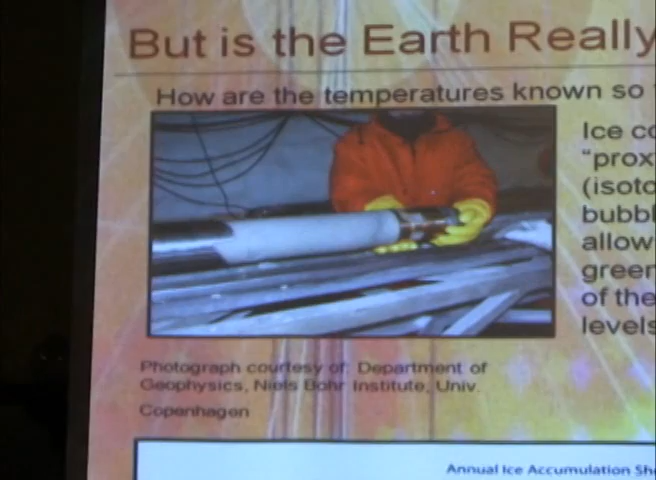 But is the Earth Really
How are the temperatures known so
Ice co
"prox
(isoto
bubbl
allow
green
of the
levels
Photograph courtesy of: Department of
Geophysics, Niels Bohr Institute, Univ.
Copenhagen
Annual Ice Accumulation Sh